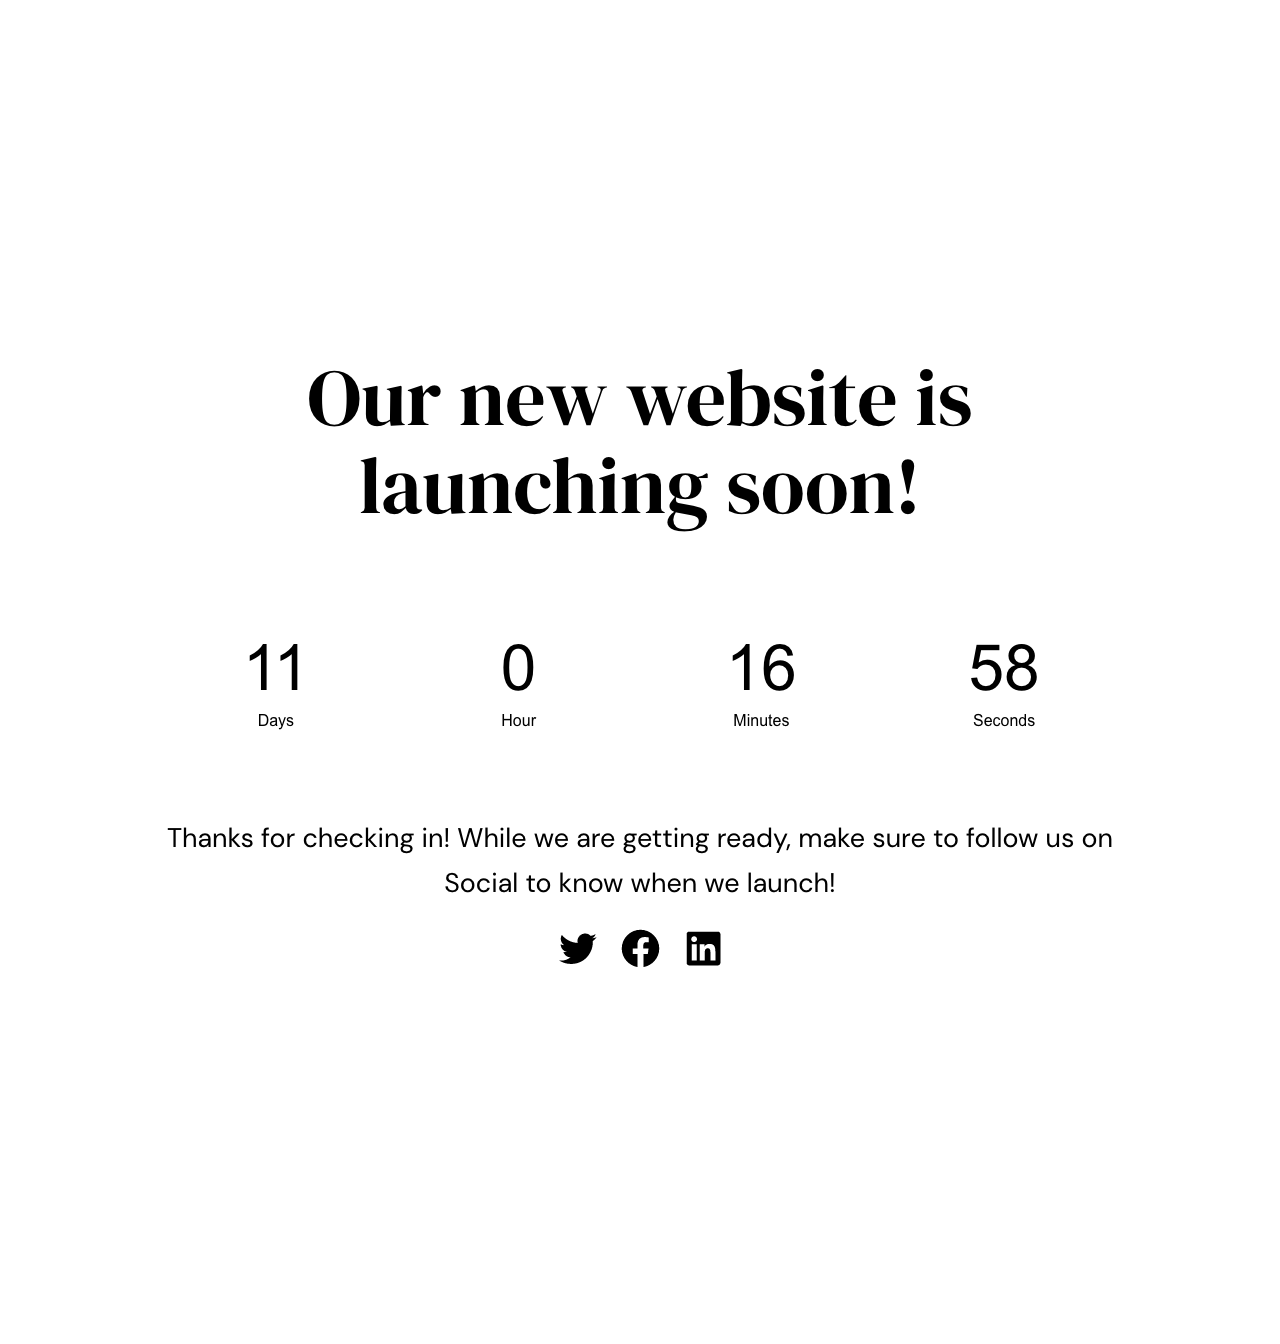 Our new website is
launching soon!
11 0 16 58
Days Hour Minutes Seconds
Thanks for checking in! While we are getting ready, make sure to follow us on
Social to know when we launch!